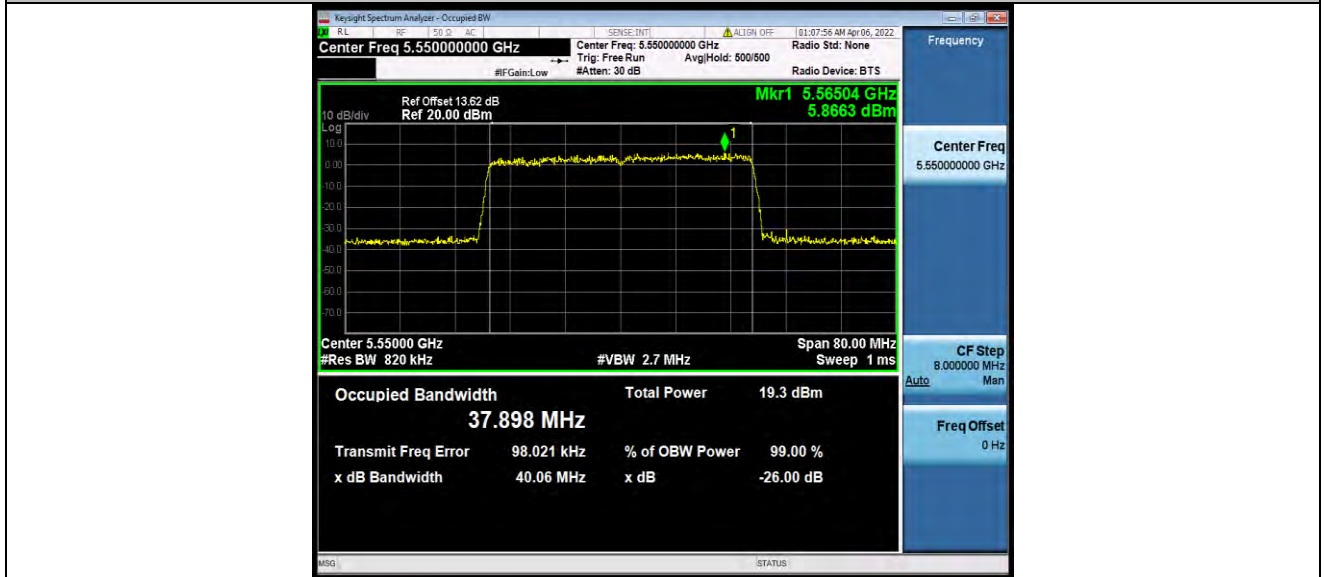 Keysight Spectrum Analyzer - Occupied BW
RL RF 50 Ω AC SENSE:INT ALIGN OFF 01:07:56 AM Apr 06, 2022
Center Freq 5.550000000 GHz
Center Freq: 5.550000000 GHz Radio Std: None
Trig: Free Run Avg|Hold: 500/500
#IFGain:Low #Atten: 30 dB Radio Device: BTS
Frequency
Mkr1 5.56504 GHz
5.8663 dBm
Ref Offset 13.62 dB
10 dB/div Ref 20.00 dBm
Log
1
10.0
0.00
-10.0
-20.0
-30.0
-40.0
-50.0
-60.0
-70.0
Center 5.55000 GHz Span 80.00 MHz
#Res BW 820 kHz #VBW 2.7 MHz Sweep 1 ms
Occupied Bandwidth Total Power 19.3 dBm
37.898 MHz
Transmit Freq Error 98.021 kHz % of OBW Power 99.00 %
x dB Bandwidth 40.06 MHz x dB -26.00 dB
Center Freq
5.550000000 GHz
CF Step
8.000000 MHz
Auto Man
Freq Offset
0 Hz
MSG STATUS